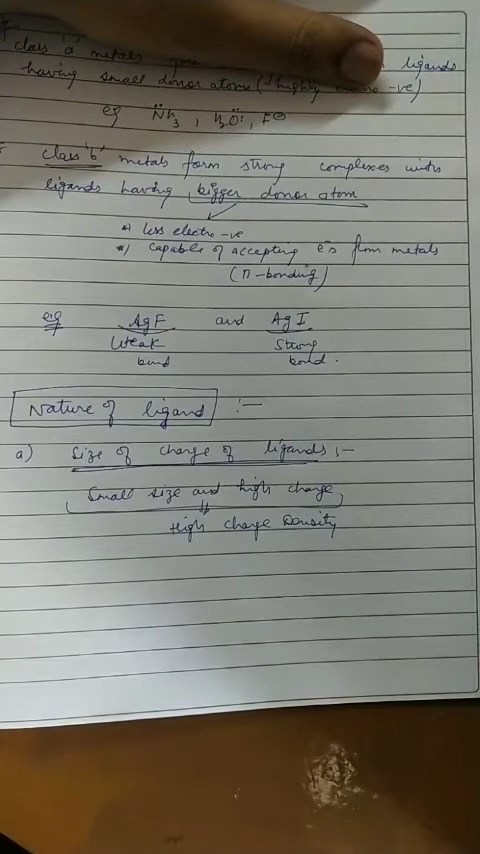 class 'a' metals ligands
having small donor atom (highly -ve)
eg N̈H₃ , H₂Ö: , F⊖
class 'b' metals form strong complexes with
ligands having bigger donor atom
*) less electro -ve
*) capable of accepting e⁻s from metals
(π-bonding)
eg AgF and AgI
Weak Strong
bond bond.
Nature of ligand :-
a) Size of charge of ligands :-
Small size and high charge
⇓
High charge Density